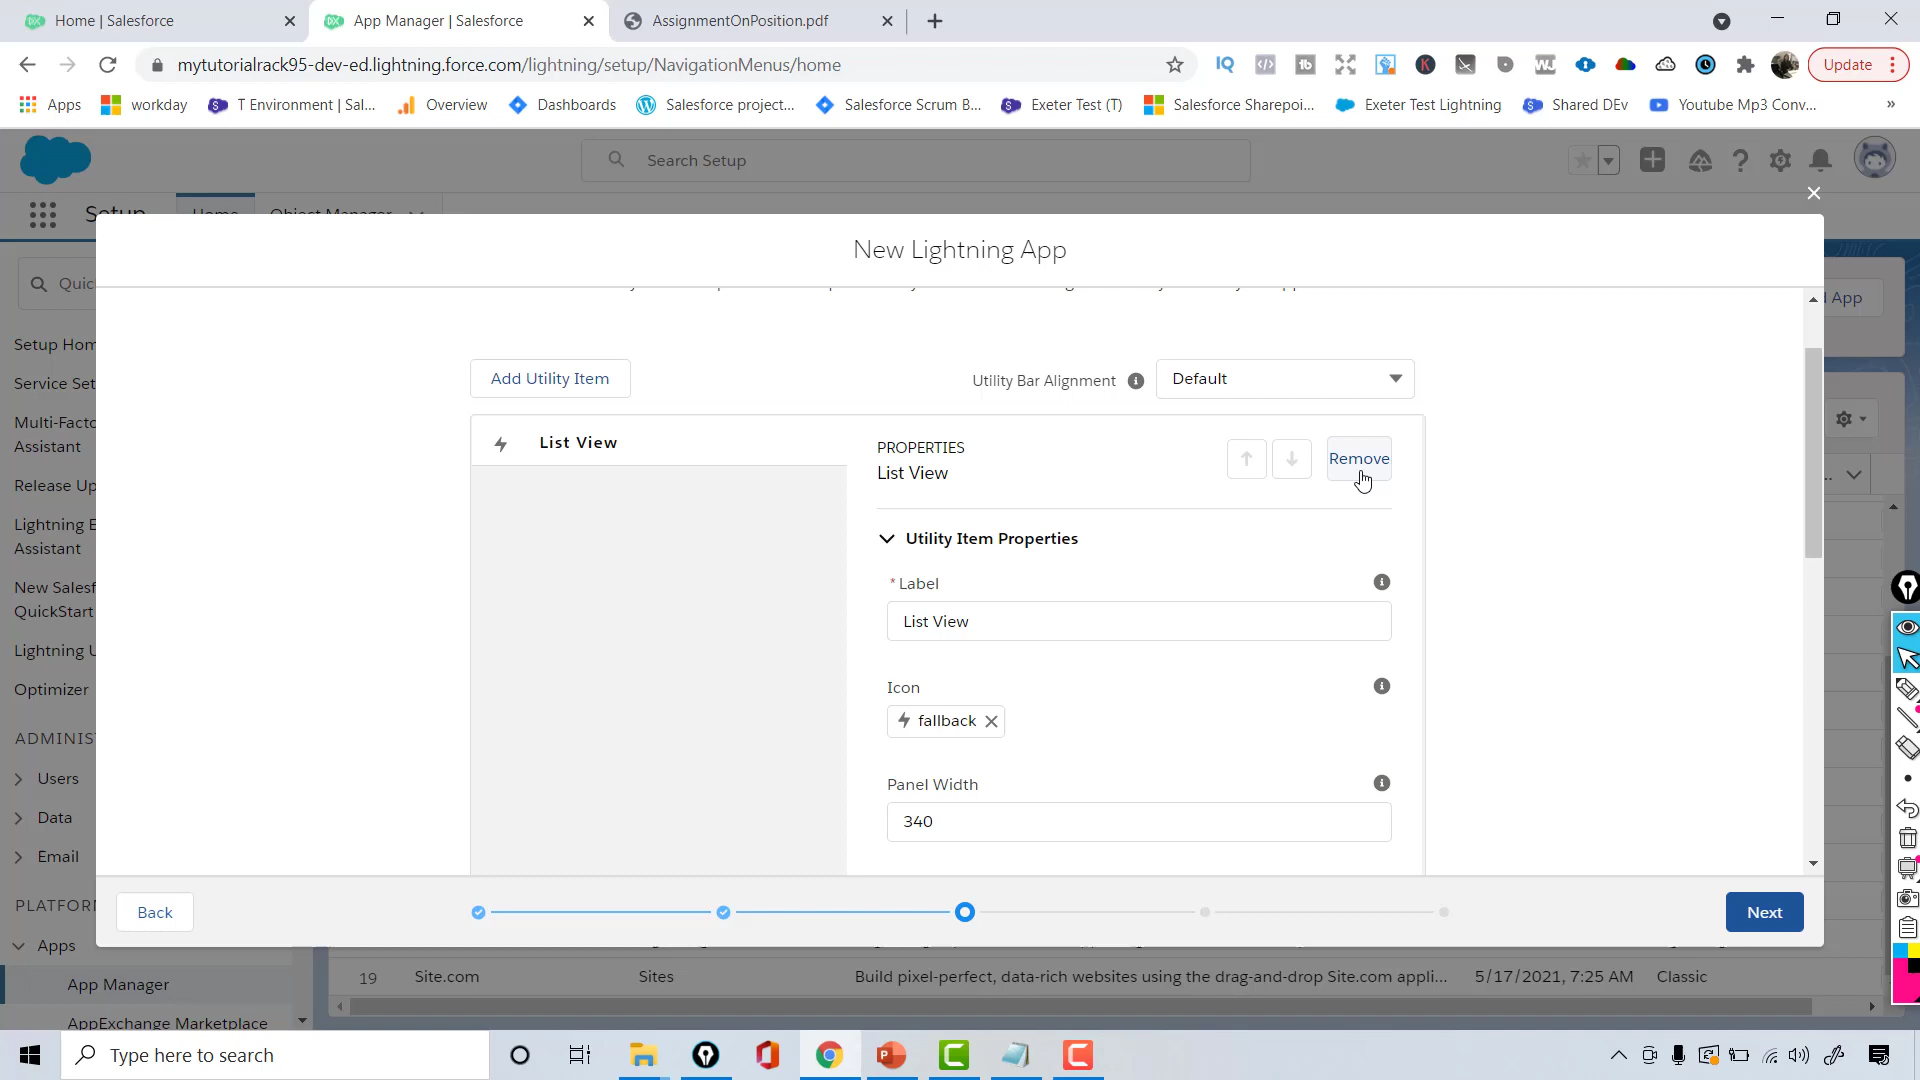 Home | Salesforce
App Manager | Salesforce
AssignmentOnPosition.pdf
mytutorialrack95-dev-ed.lightning.force.com/lightning/setup/NavigationMenus/home
Update
Apps
workday
T Environment | Sal...
Overview
Dashboards
Salesforce project...
Salesforce Scrum B...
Exeter Test (T)
Salesforce Sharepoi...
Exeter Test Lightning
Shared DEv
Youtube Mp3 Conv...
Search Setup
Setup
Home
Object Manager
New Lightning App
Quic
App
Setup Hom
Service Set
Multi-Facto
Assistant
Release Up
Lightning E
Assistant
New Salesf
QuickStart
Lightning U
Optimizer
ADMINIS
Users
Data
Email
PLATFOR
Apps
App Manager
AppExchange Marketplace
Add Utility Item
Utility Bar Alignment
Default
List View
PROPERTIES
List View
Remove
Utility Item Properties
* Label
List View
Icon
fallback
Panel Width
340
Back
Next
19
Site.com
Sites
Build pixel-perfect, data-rich websites using the drag-and-drop Site.com appli...
5/17/2021, 7:25 AM
Classic
Type here to search